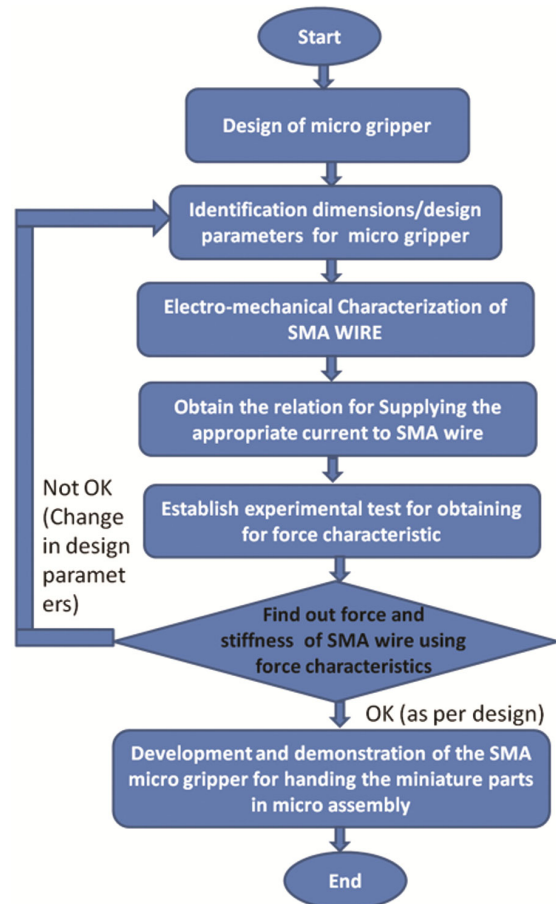 Start
Design of micro gripper
Identification dimensions/design
parameters for micro gripper
Electro-mechanical Characterization of
SMA WIRE
Obtain the relation for Supplying the
appropriate current to SMA wire
Establish experimental test for obtaining
for force characteristic
Not OK
(Change
in design
paramet
ers)
Find out force and
stiffness of SMA wire using
force characteristics
OK (as per design)
Development and demonstration of the SMA
micro gripper for handing the miniature parts
in micro assembly
End